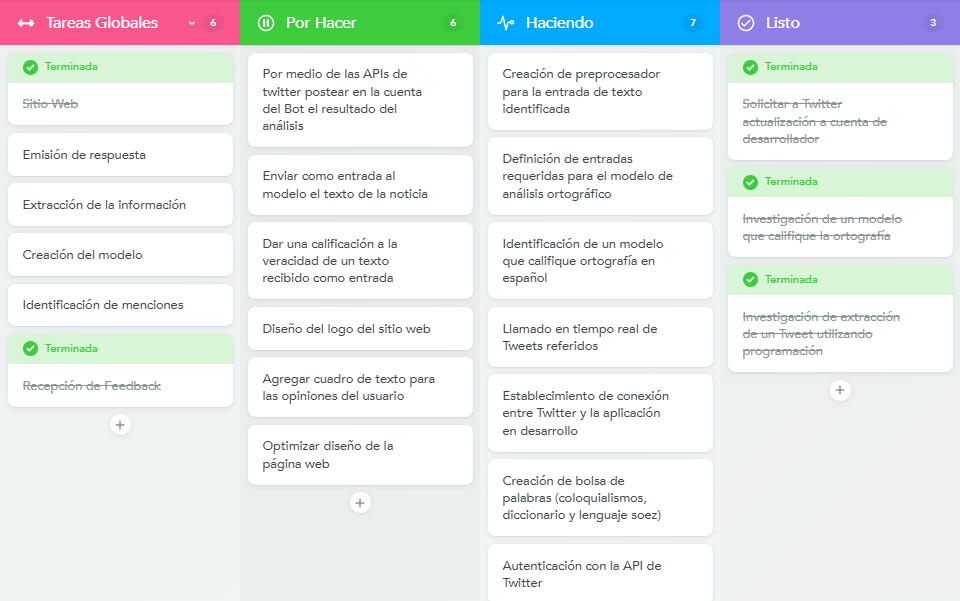 Tareas Globales 6
Terminada
Sitio Web
Emisión de respuesta
Extracción de la información
Creación del modelo
Identificación de menciones
Terminada
Recepción de Feedback
+
Por Hacer 6
Por medio de las APIs de
twitter postear en la cuenta
del Bot el resultado del
análisis
Enviar como entrada al
modelo el texto de la noticia
Dar una calificación a la
veracidad de un texto
recibido como entrada
Diseño del logo del sitio web
Agregar cuadro de texto para
las opiniones del usuario
Optimizar diseño de la
página web
+
Haciendo 7
Creación de preprocesador
para la entrada de texto
identificada
Definición de entradas
requeridas para el modelo de
análisis ortográfico
Identificación de un modelo
que califique ortografía en
español
Llamado en tiempo real de
Tweets referidos
Establecimiento de conexión
entre Twitter y la aplicación
en desarrollo
Creación de bolsa de
palabras (coloquialismos,
diccionario y lenguaje soez)
Autenticación con la API de
Twitter
Listo 3
Terminada
Solicitar a Twitter
actualización a cuenta de
desarrollador
Terminada
Investigación de un modelo
que califique la ortografía
Terminada
Investigación de extracción
de un Tweet utilizando
programación
+